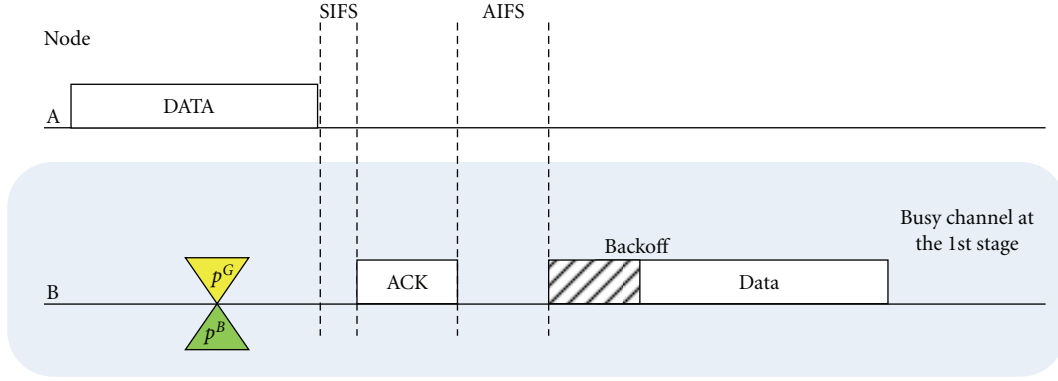 SIFS
AIFS
Node
DATA
A
Busy channel at
the 1st stage
Backoff
p^G
B
ACK
Data
p^B